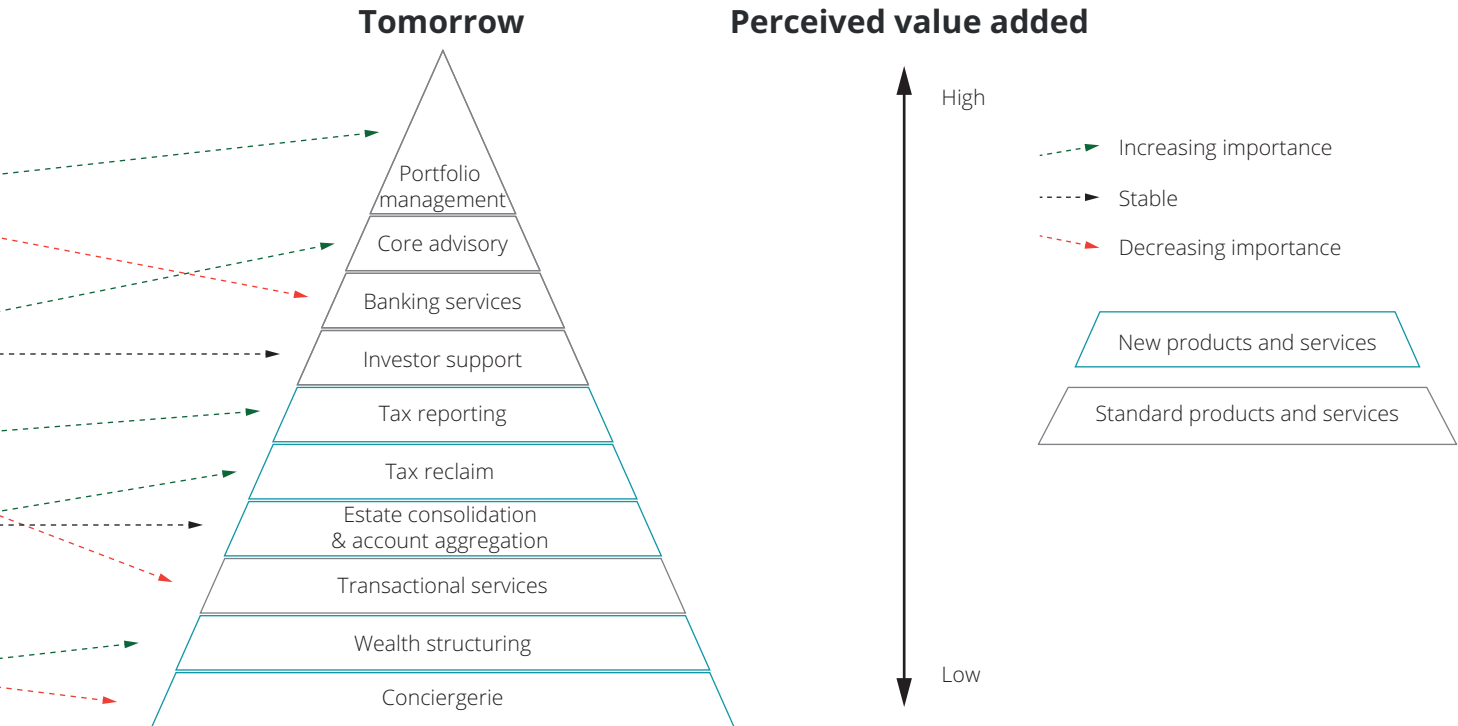 Tomorrow
Perceived value added
Portfolio
management
Core advisory
Banking services
Investor support
Tax reporting
Tax reclaim
Estate consolidation
& account aggregation
Transactional services
Wealth structuring
Conciergerie
High
Low
Increasing importance
Stable
Decreasing importance
New products and services
Standard products and services